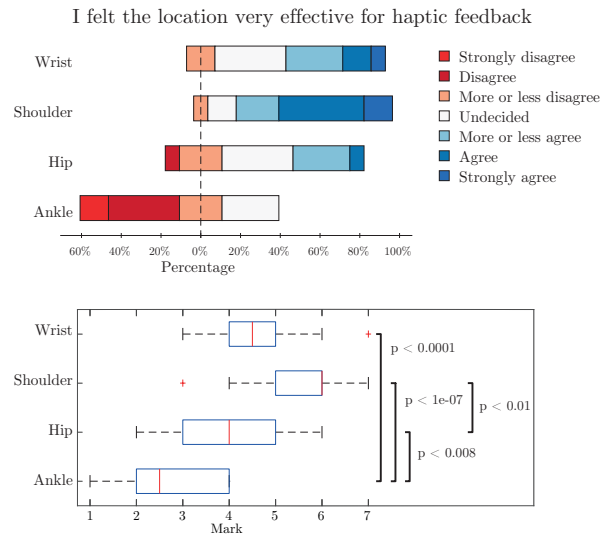 I felt the location very effective for haptic feedback
Wrist
Shoulder
Hip
Ankle
Strongly disagree
Disagree
More or less disagree
Undecided
More or less agree
Agree
Strongly agree
60% 40% 20% 0% 20% 40% 60% 80% 100%
Percentage
Wrist
Shoulder
Hip
Ankle
p < 0.0001
p < 1e-07
p < 0.01
p < 0.008
1 2 3 4 5 6 7
Mark